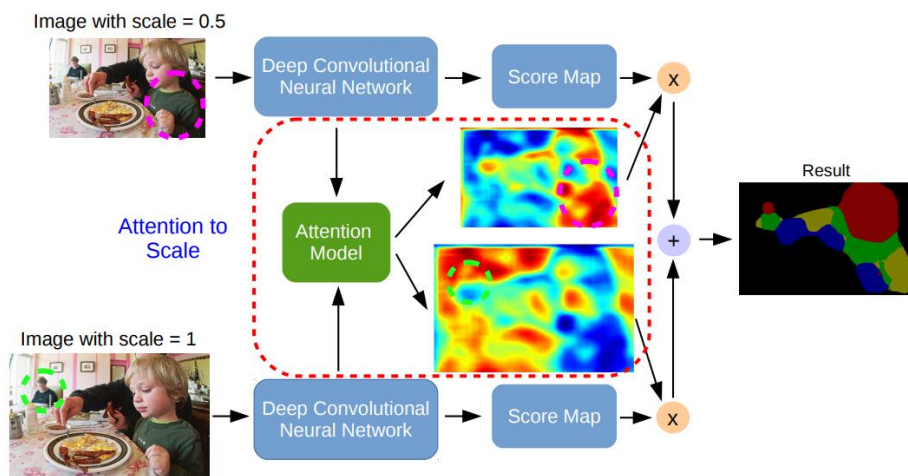 Image with scale = 0.5
Deep Convolutional
Neural Network
Score Map
x
Result
Attention to
Scale
Attention
Model
+
Image with scale = 1
Deep Convolutional
Neural Network
Score Map
x